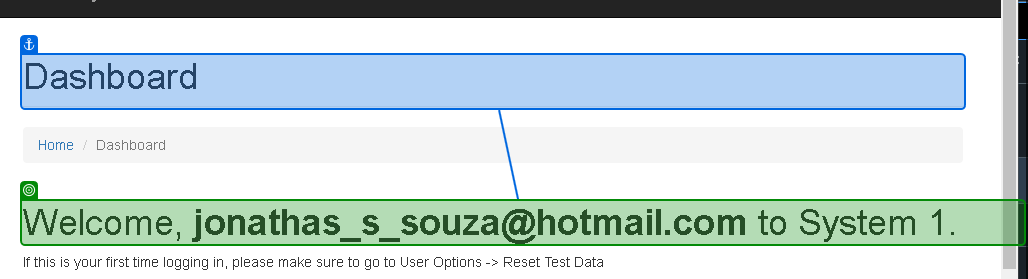 Dashboard
Home / Dashboard
Welcome, jonathas_s_souza@hotmail.com to System 1.
If this is your first time logging in, please make sure to go to User Options -> Reset Test Data